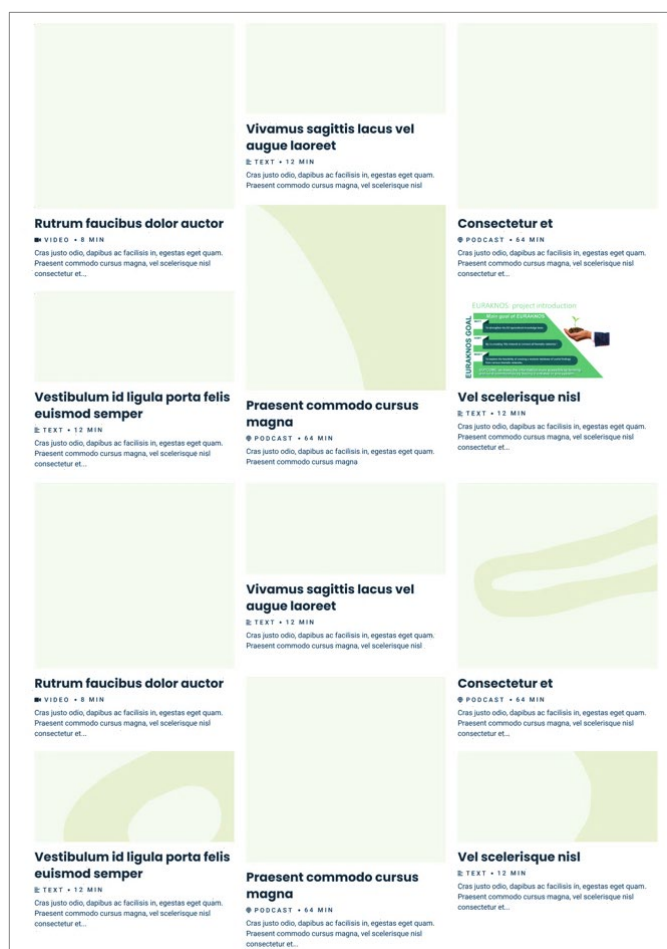 Vivamus sagittis lacus vel
augue laoreet
TEXT • 12 MIN
Cras justo odio, dapibus ac facilisis in, egestas eget quam.
Praesent commodo cursus magna, vel scelerisque nisl
Rutrum faucibus dolor auctor
VIDEO • 8 MIN
Cras justo odio, dapibus ac facilisis in, egestas eget quam.
Praesent commodo cursus magna, vel scelerisque nisl
consectetur et...
Consectetur et
PODCAST • 64 MIN
Cras justo odio, dapibus ac facilisis in, egestas eget quam.
Praesent commodo cursus magna, vel scelerisque nisl
consectetur et...
EURAKNOS: project introduction
Main goal of EURAKNOS
EURAKNOS GOAL
Vestibulum id ligula porta felis
euismod semper
TEXT • 12 MIN
Cras justo odio, dapibus ac facilisis in, egestas eget quam.
Praesent commodo cursus magna, vel scelerisque nisl
consectetur et...
Praesent commodo cursus
magna
PODCAST • 64 MIN
Cras justo odio, dapibus ac facilisis in, egestas eget quam.
Praesent commodo cursus magna
Vel scelerisque nisl
TEXT • 12 MIN
Cras justo odio, dapibus ac facilisis in, egestas eget quam.
Praesent commodo cursus magna, vel scelerisque nisl
consectetur et...
Vivamus sagittis lacus vel
augue laoreet
TEXT • 12 MIN
Cras justo odio, dapibus ac facilisis in, egestas eget quam.
Praesent commodo cursus magna, vel scelerisque nisl
Rutrum faucibus dolor auctor
VIDEO • 8 MIN
Cras justo odio, dapibus ac facilisis in, egestas eget quam.
Praesent commodo cursus magna, vel scelerisque nisl
consectetur et...
Consectetur et
PODCAST • 64 MIN
Cras justo odio, dapibus ac facilisis in, egestas eget quam.
Praesent commodo cursus magna, vel scelerisque nisl
consectetur et...
Vestibulum id ligula porta felis
euismod semper
TEXT • 12 MIN
Cras justo odio, dapibus ac facilisis in, egestas eget quam.
Praesent commodo cursus magna, vel scelerisque nisl
consectetur et...
Praesent commodo cursus
magna
PODCAST • 64 MIN
Cras justo odio, dapibus ac facilisis in, egestas eget quam.
Praesent commodo cursus magna, vel scelerisque nisl
consectetur et...
Vel scelerisque nisl
TEXT • 12 MIN
Cras justo odio, dapibus ac facilisis in, egestas eget quam.
Praesent commodo cursus magna, vel scelerisque nisl
consectetur et...